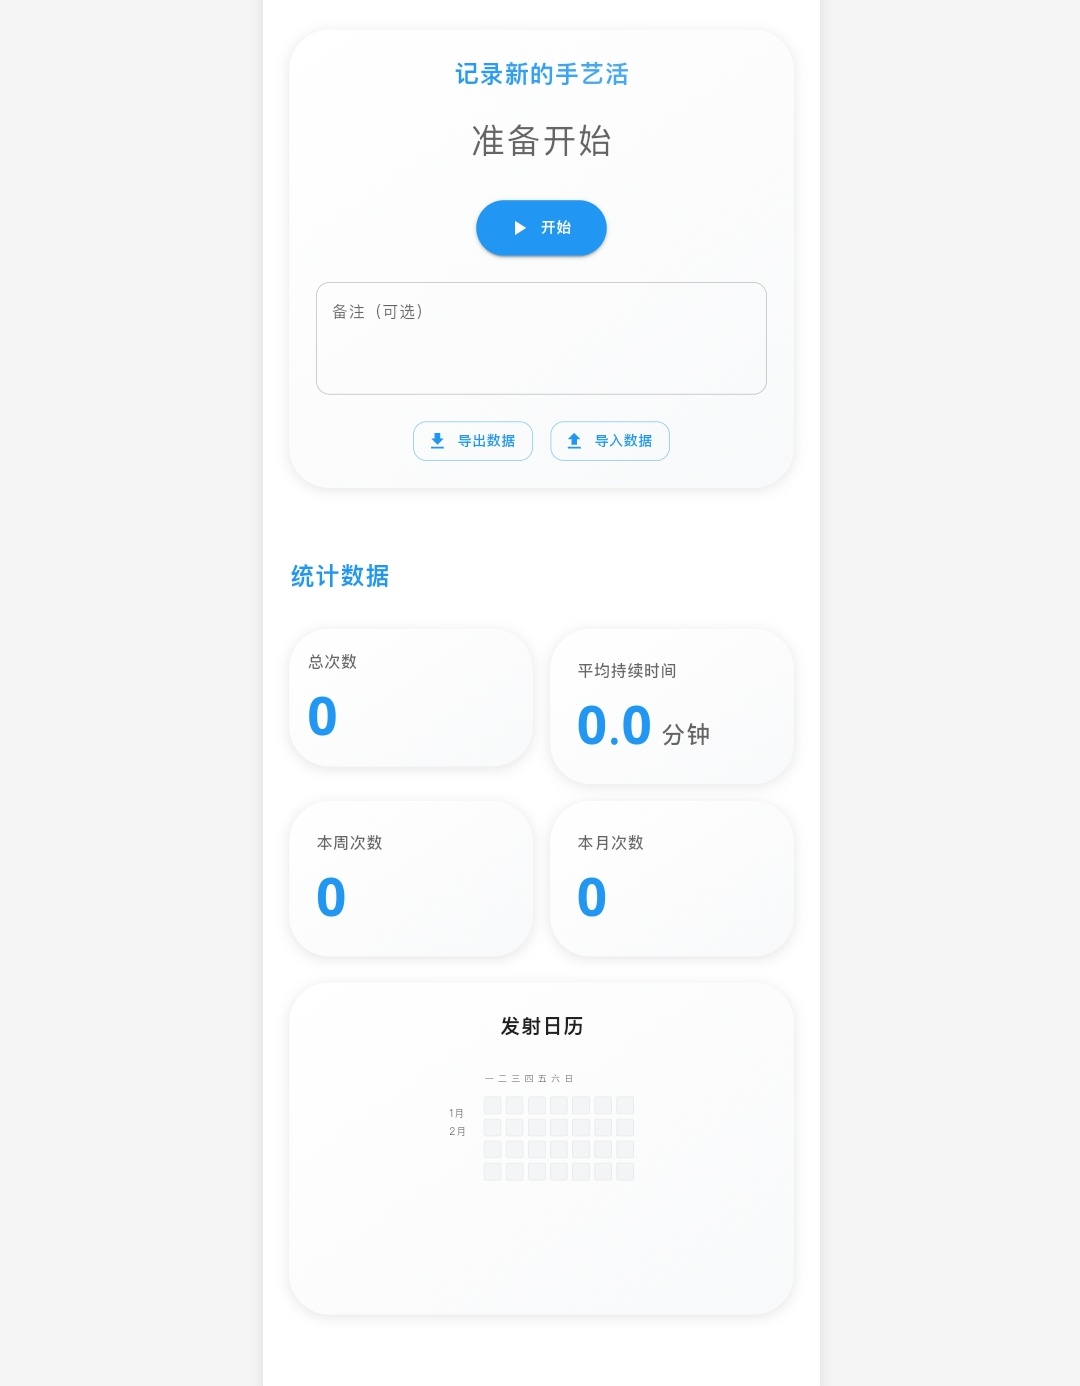 记录新的手艺活
准备开始
开始
备注（可选）
导出数据 导入数据
统计数据
总次数
0
平均持续时间
0.0 分钟
本周次数
0
本月次数
0
发射日历
一 二 三 四 五 六 日
1月
2月